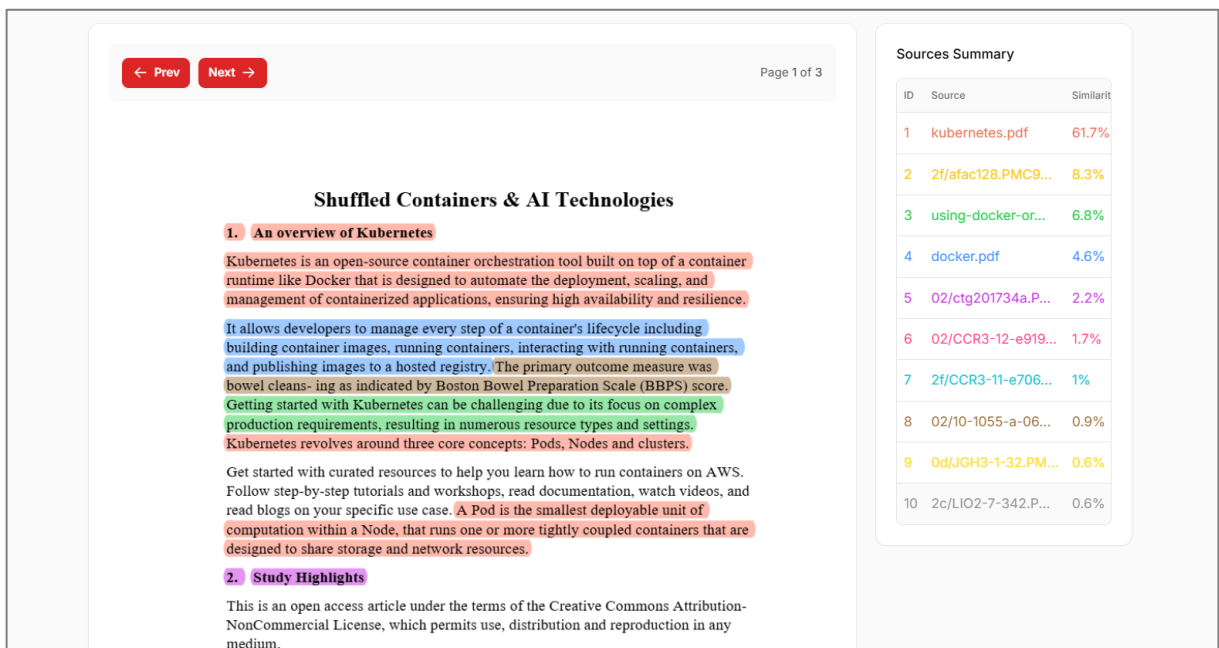 ← Prev Next → Page 1 of 3
Shuffled Containers & AI Technologies
1. An overview of Kubernetes
Kubernetes is an open-source container orchestration tool built on top of a container
runtime like Docker that is designed to automate the deployment, scaling, and
management of containerized applications, ensuring high availability and resilience.
It allows developers to manage every step of a container's lifecycle including
building container images, running containers, interacting with running containers,
and publishing images to a hosted registry. The primary outcome measure was
bowel cleans- ing as indicated by Boston Bowel Preparation Scale (BBPS) score.
Getting started with Kubernetes can be challenging due to its focus on complex
production requirements, resulting in numerous resource types and settings.
Kubernetes revolves around three core concepts: Pods, Nodes and clusters.
Get started with curated resources to help you learn how to run containers on AWS.
Follow step-by-step tutorials and workshops, read documentation, watch videos, and
read blogs on your specific use case. A Pod is the smallest deployable unit of
computation within a Node, that runs one or more tightly coupled containers that are
designed to share storage and network resources.
2. Study Highlights
This is an open access article under the terms of the Creative Commons Attribution-
NonCommercial License, which permits use, distribution and reproduction in any
medium.
Sources Summary
ID Source Similarit
1 kubernetes.pdf 61.7%
2 2f/afac128.PMC9... 8.3%
3 using-docker-or... 6.8%
4 docker.pdf 4.6%
5 02/ctg201734a.P... 2.2%
6 02/CCR3-12-e919... 1.7%
7 2f/CCR3-11-e706... 1%
8 02/10-1055-a-06... 0.9%
9 0d/JGH3-1-32.PM... 0.6%
10 2c/LIO2-7-342.P... 0.6%